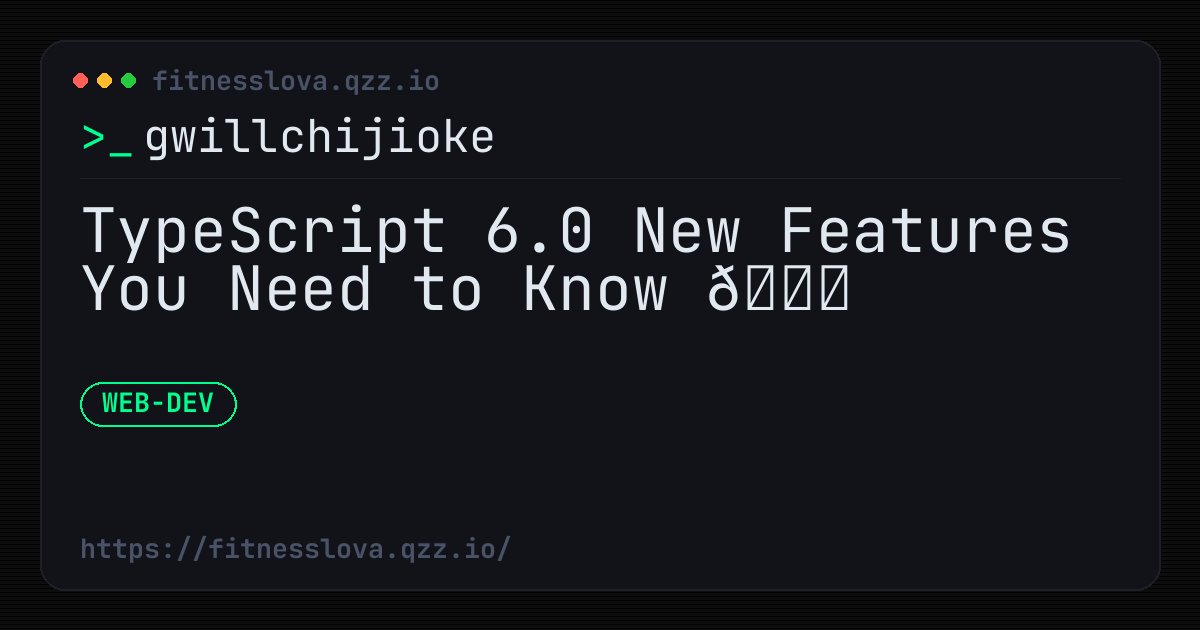 fitnesslova.qzz.io
>_ gwillchijioke
TypeScript 6.0 New Features
You Need to Know ð
WEB-DEV
https://fitnesslova.qzz.io/